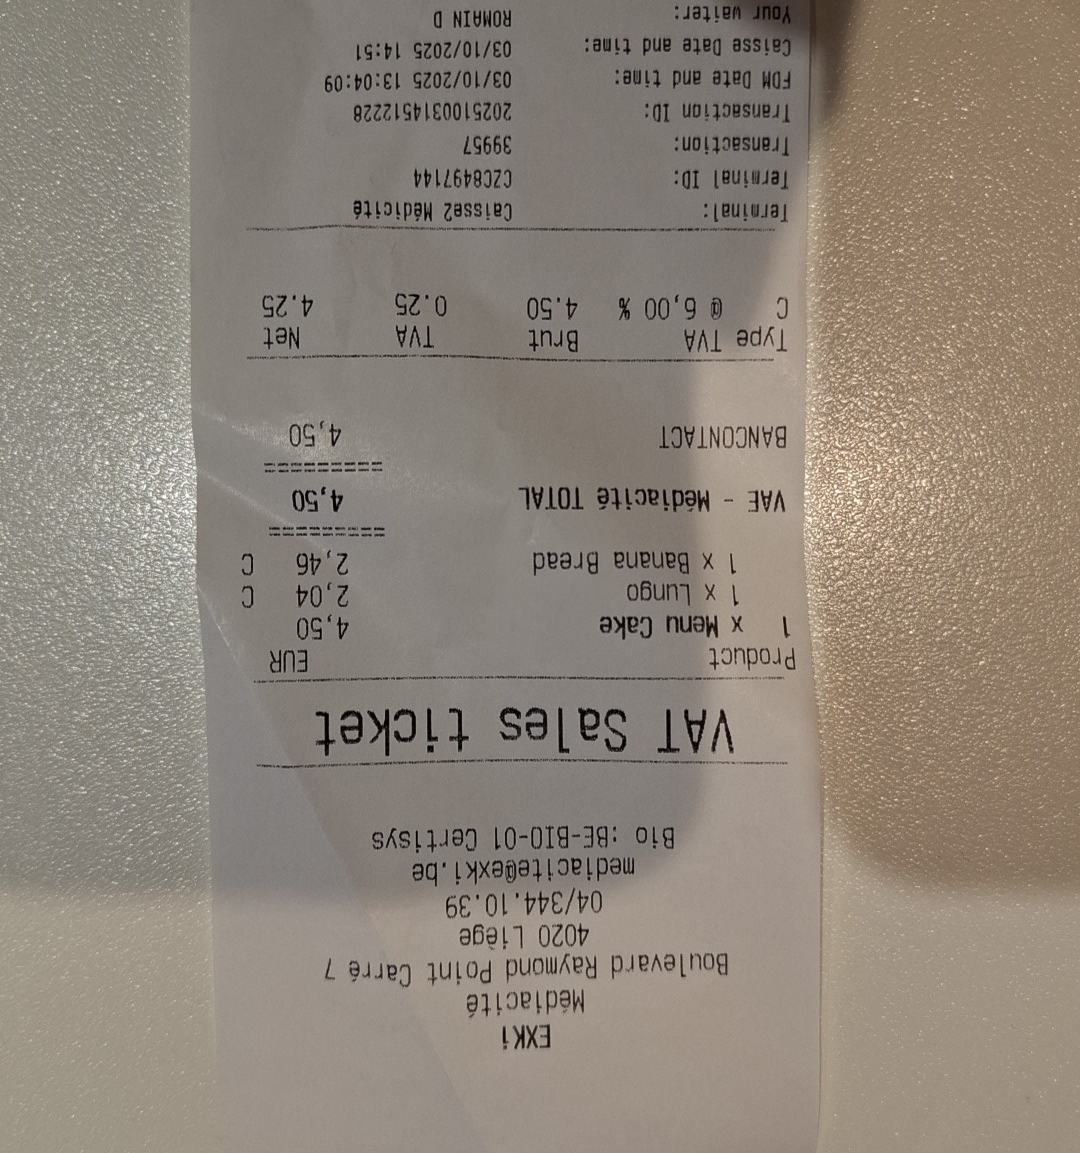 EXKi
Médiacité
Boulevard Raymond Point Carré 7
4020 Liège
04/344.10.39
mediacite@exki.be
Bio :BE-BIO-01 Certisys
VAT Sales ticket
Product EUR
1 x Menu Cake 4,50
1 x Lungo 2,04 C
1 x Banana Bread 2,46 C
VAE - Médiacité TOTAL 4,50
BANCONTACT 4,50
Type TVA Brut TVA Net
C @ 6,00 % 4.50 0.25 4.25
Terminal: Caisse2 Médicité
Terminal ID: CZC8497144
Transaction: 39957
Transaction ID: 20251003145122228
FDM Date and time: 03/10/2025 13:04:09
Caisse Date and time: 03/10/2025 14:51
Your waiter: ROMAIN D